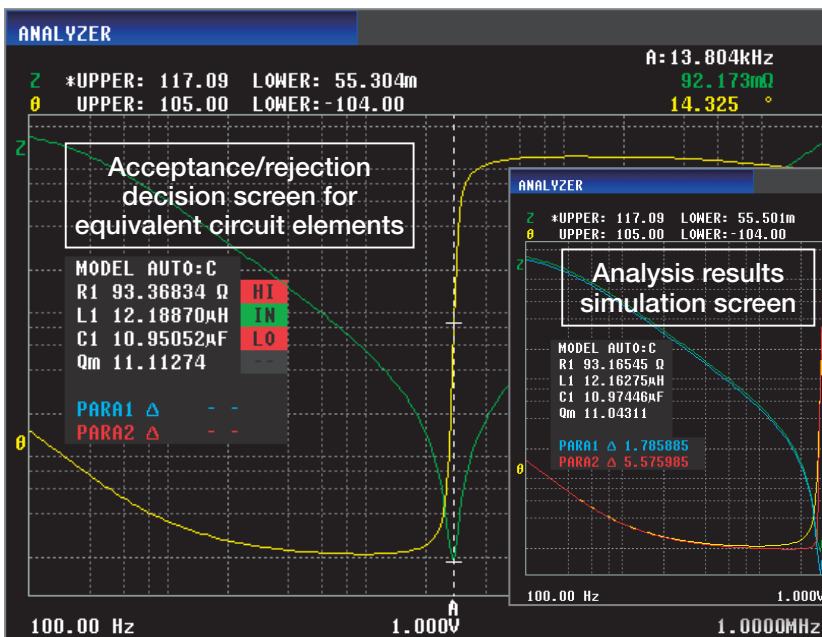 ANALYZER
A:13.804kHz
Z *UPPER: 117.09 LOWER: 55.304m 92.173mΩ
θ UPPER: 105.00 LOWER:-104.00 14.325 °
Z
Acceptance/rejection
decision screen for
equivalent circuit elements
MODEL AUTO:C
R1 93.36834 Ω HI
L1 12.18870μH IN
C1 10.95052μF LO
Qm 11.11274 --
PARA1 Δ - -
PARA2 Δ - -
θ
A
100.00 Hz 1.000V 1.0000MHz
ANALYZER
Z *UPPER: 117.09 LOWER: 55.501m
θ UPPER: 105.00 LOWER:-104.00
Z
Analysis results
simulation screen
MODEL AUTO:C
R1 93.16545 Ω
L1 12.16275μH
C1 10.97446μF
Qm 11.04311
PARA1 Δ 1.785885
PARA2 Δ 5.575985
θ
100.00 Hz 1.000V